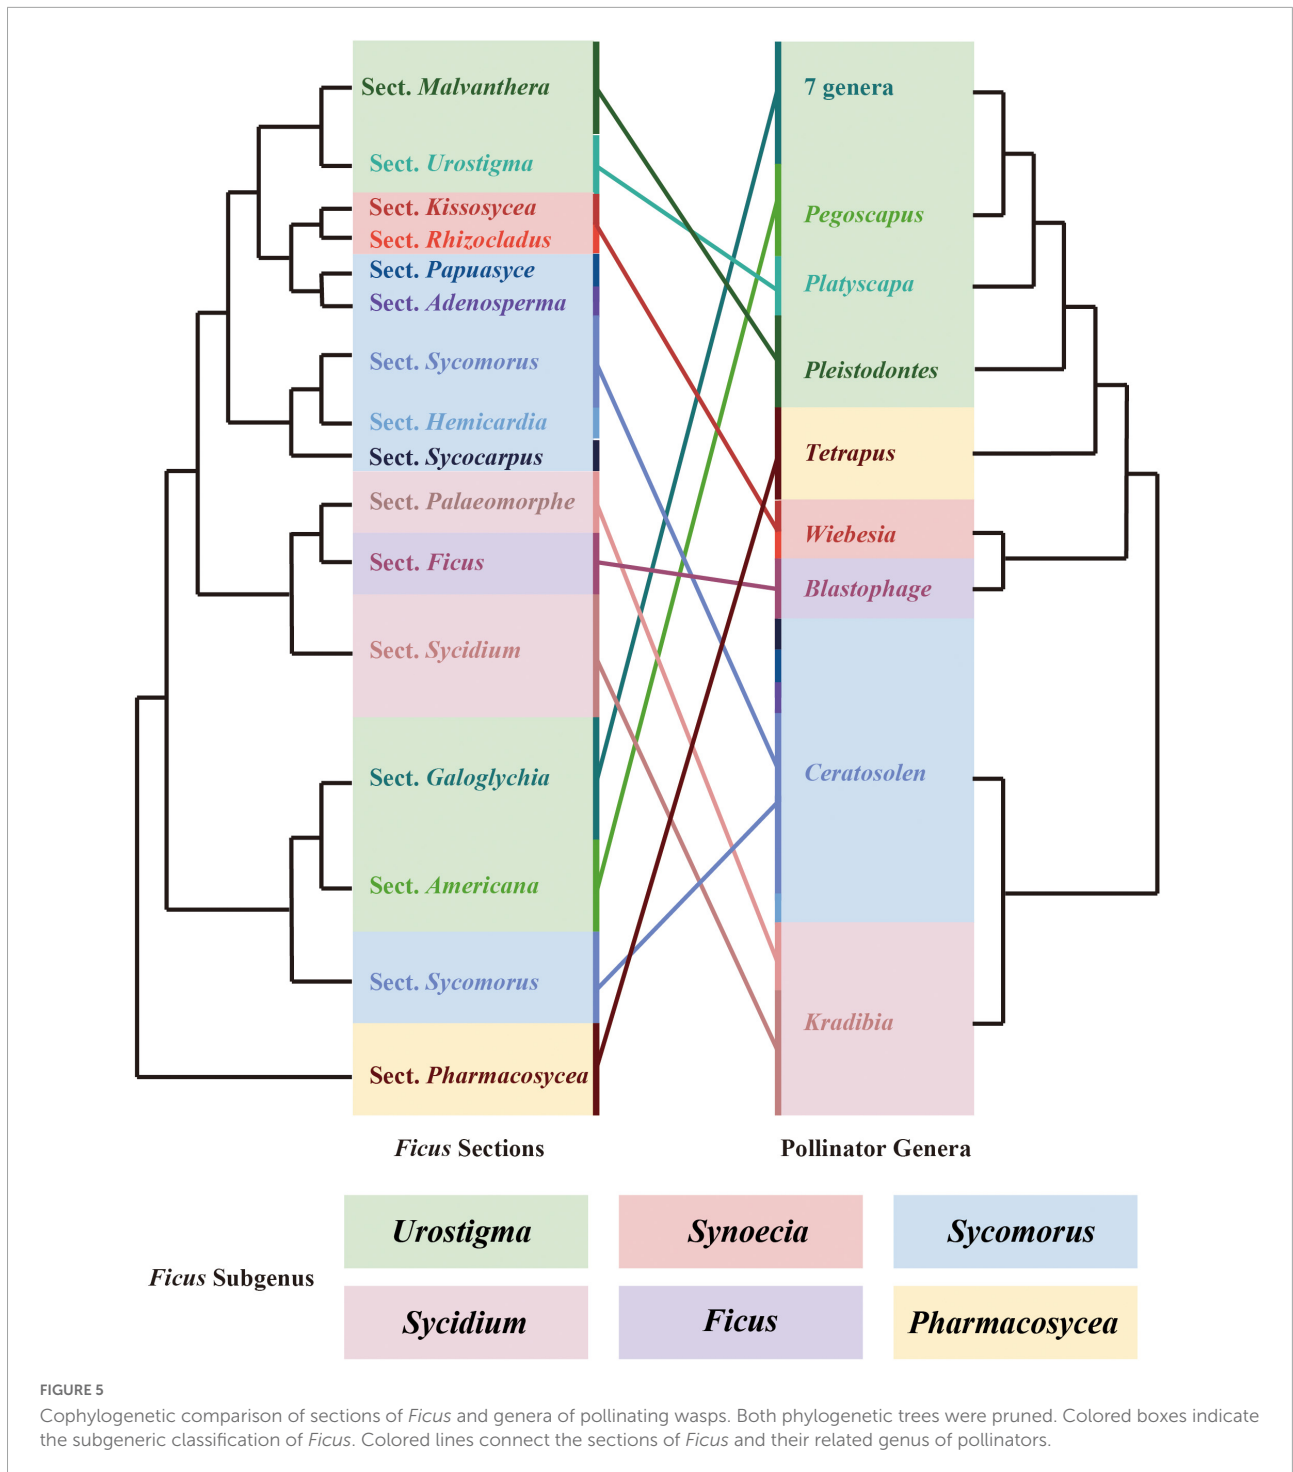 Sect. Malvanthera
Sect. Urostigma
Sect. Kissosycea
Sect. Rhizocladus
Sect. Papuasyce
Sect. Adenosperma
Sect. Sycomorus
Sect. Hemicardia
Sect. Sycocarpus
Sect. Palaeomorphe
Sect. Ficus
Sect. Sycidium
Sect. Galoglychia
Sect. Americana
Sect. Sycomorus
Sect. Pharmacosycea
Ficus Sections
7 genera
Pegoscapus
Platyscapa
Pleistodontes
Tetrapus
Wiebesia
Blastophage
Ceratosolen
Kradibia
Pollinator Genera
Ficus Subgenus
Urostigma
Synoecia
Sycomorus
Sycidium
Ficus
Pharmacosycea
FIGURE 5
Cophylogenetic comparison of sections of Ficus and genera of pollinating wasps. Both phylogenetic trees were pruned. Colored boxes indicate
the subgeneric classification of Ficus. Colored lines connect the sections of Ficus and their related genus of pollinators.